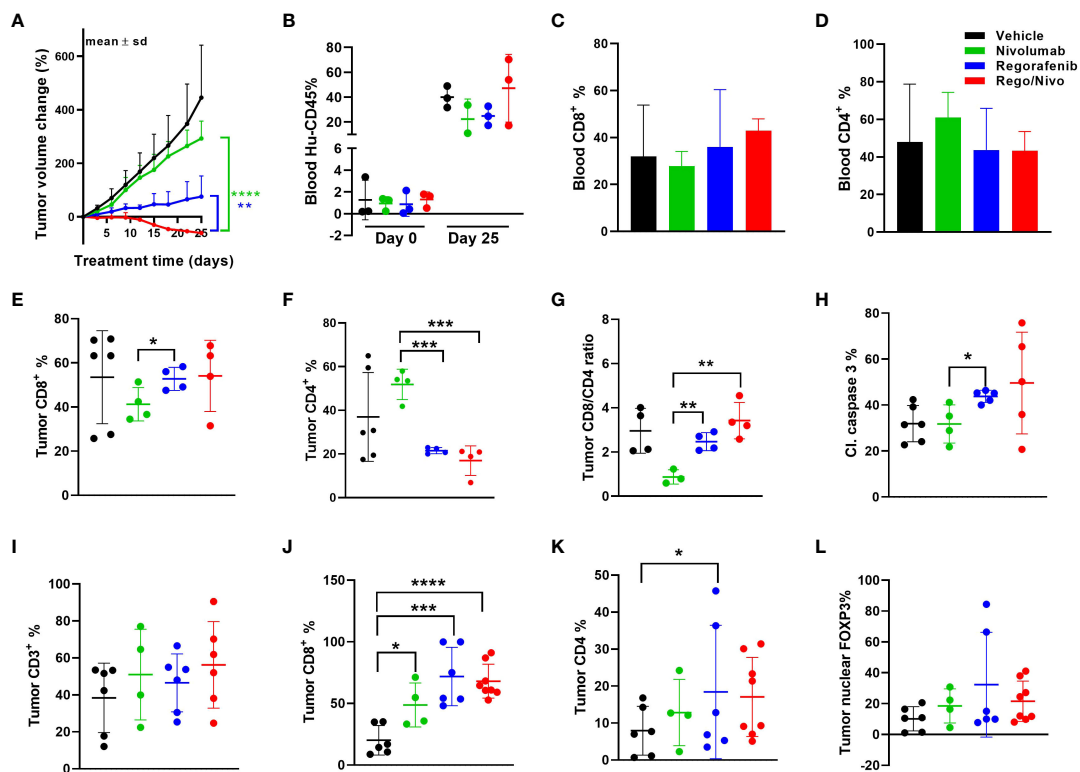 A
mean ± sd
600
400
200
0
5 10 15 20 25
Tumor volume change (%)
Treatment time (days)
****
**
B
80
60
40
20
6
4
2
0
-2
Blood Hu-CD45%
Day 0
Day 25
C
80
60
40
20
0
Blood CD8+ %
D
100
80
60
40
20
0
Blood CD4+ %
Vehicle
Nivolumab
Regorafenib
Rego/Nivo
E
80
60
40
20
0
Tumor CD8+ %
*
F
80
60
40
20
0
Tumor CD4+ %
***
***
G
8
6
4
2
0
Tumor CD8/CD4 ratio
**
**
H
80
60
40
20
0
Cl. caspase 3 %
*
I
100
80
60
40
20
0
Tumor CD3+ %
J
150
100
50
0
Tumor CD8+ %
****
***
*
K
50
40
30
20
10
0
Tumor CD4 %
*
L
100
80
60
40
20
0
-20
Tumor nuclear FOXP3%